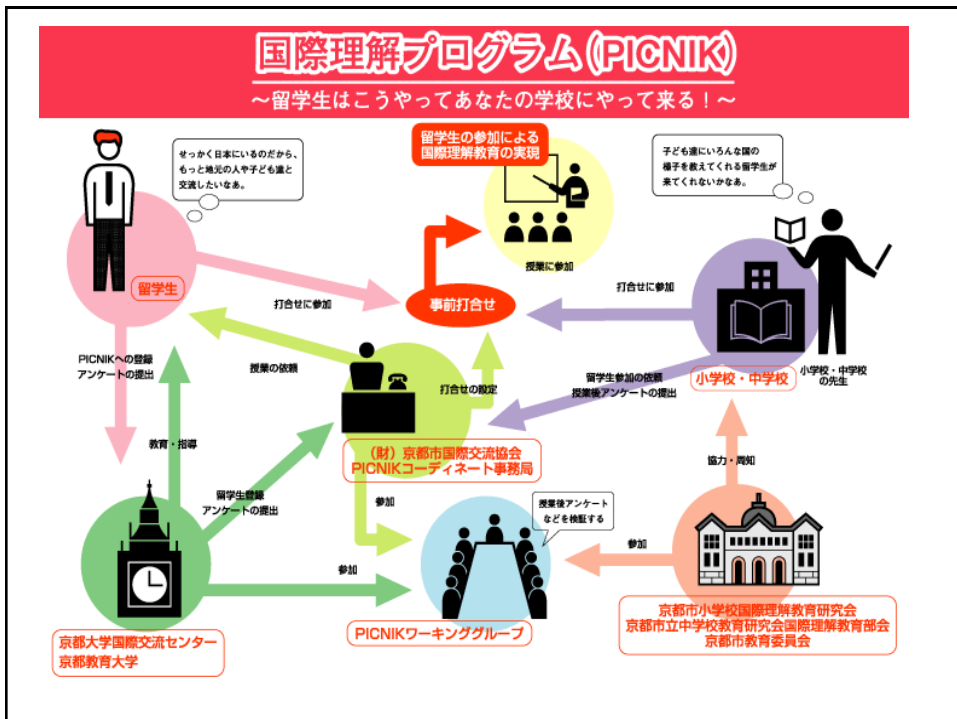 国際理解プログラム(PICNIK)
～留学生はこうやってあなたの学校にやって来る！～
せっかく日本にいるのだから、
もっと地元の人や子ども達と
交流したいなあ。
留学生の参加による
国際理解教育の実現
子ども達にいろんな国の
様子を教えてくれる留学生が
来てくれないかなあ。
授業に参加
留学生
打合せに参加
事前打合せ
打合せに参加
PICNIKへの登録
アンケートの提出
授業の依頼
打合せの設定
留学生参加の依頼
授業後アンケートの提出
小学校・中学校
小学校・中学校
の先生
教育・指導
（財）京都市国際交流協会
PICNIKコーディネート事務局
協力・周知
留学生登録
アンケートの提出
参加
授業後アンケート
などを検証する
参加
参加
京都大学国際交流センター
京都教育大学
PICNIKワーキンググループ
京都市小学校国際理解教育研究会
京都市立中学校教育研究会国際理解教育部会
京都市教育委員会